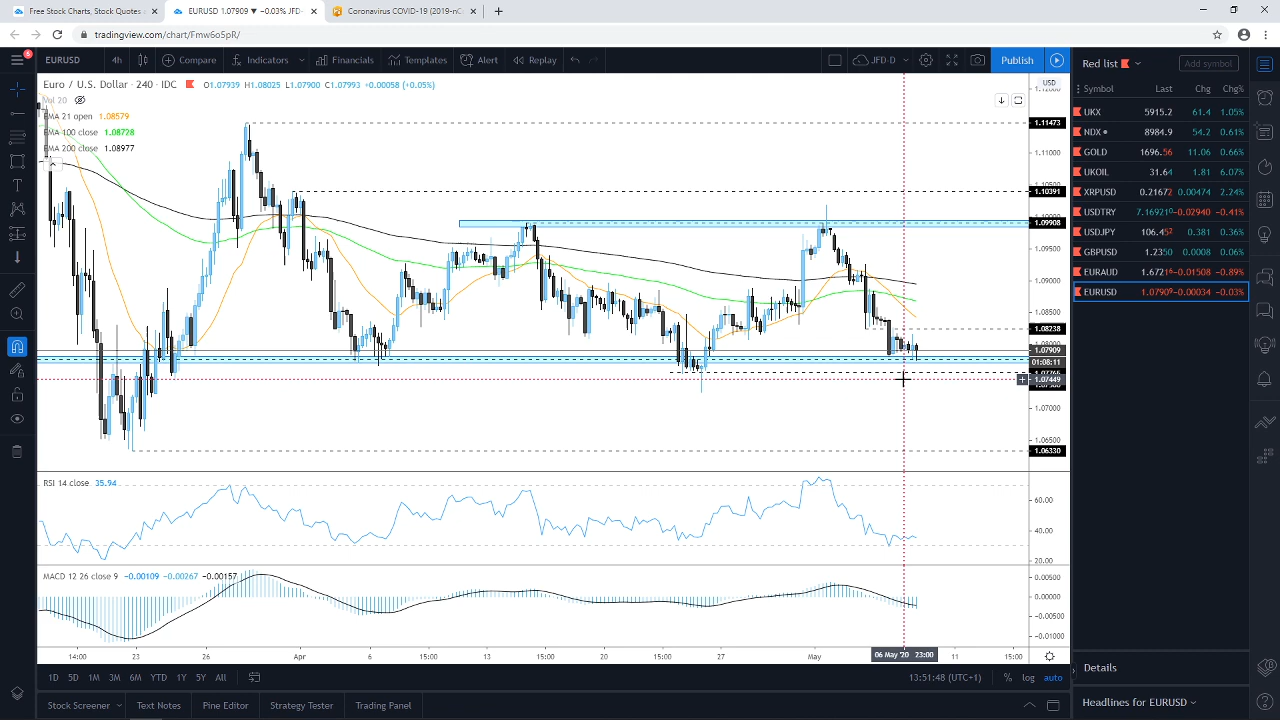 Free Stock Charts, Stock Quotes
EURUSD 1.07909 ▼ −0.03% JFD-
Coronavirus COVID-19 (2019-nC
tradingview.com/chart/Fmw6o5pR/
EURUSD 4h Compare Indicators Financials Templates Alert Replay JFD-D Publish
Red list Add symbol
Euro / U.S. Dollar · 240 · IDC O1.07939 H1.08025 L1.07900 C1.07993 +0.00058 (+0.05%)
Vol 20
EMA 21 open 1.08579
EMA 100 close 1.08728
EMA 200 close 1.08977
USD
1.12000
1.11473
1.11000
1.10391
1.09908
1.09500
1.09000
1.08500
1.08238
1.07909
01:08:11
1.07449
1.07000
1.06500
1.06330
Symbol Last Chg Chg%
UKX 5915.2 61.4 1.05%
NDX 8984.9 54.2 0.61%
GOLD 1696.56 11.06 0.66%
UKOIL 31.64 1.81 6.07%
XRPUSD 0.21672 0.00474 2.24%
USDTRY 7.16921⁰ −0.02940 −0.41%
USDJPY 106.452 0.381 0.36%
GBPUSD 1.2350 0.0008 0.06%
EURAUD 1.6721⁶ −0.01508 −0.89%
EURUSD 1.0790⁹ −0.00034 −0.03%
RSI 14 close 35.94
60.00
40.00
20.00
MACD 12 26 close 9 −0.00109 −0.00267 −0.00157
0.00500
0.00000
−0.00500
−0.01000
14:00 23 26 Apr 6 15:00 13 15:00 20 15:00 27 May 06 May '20 23:00 11 15:00
1D 5D 1M 3M 6M YTD 1Y 5Y All 13:51:48 (UTC+1) % log auto
Stock Screener Text Notes Pine Editor Strategy Tester Trading Panel
Details
Headlines for EURUSD